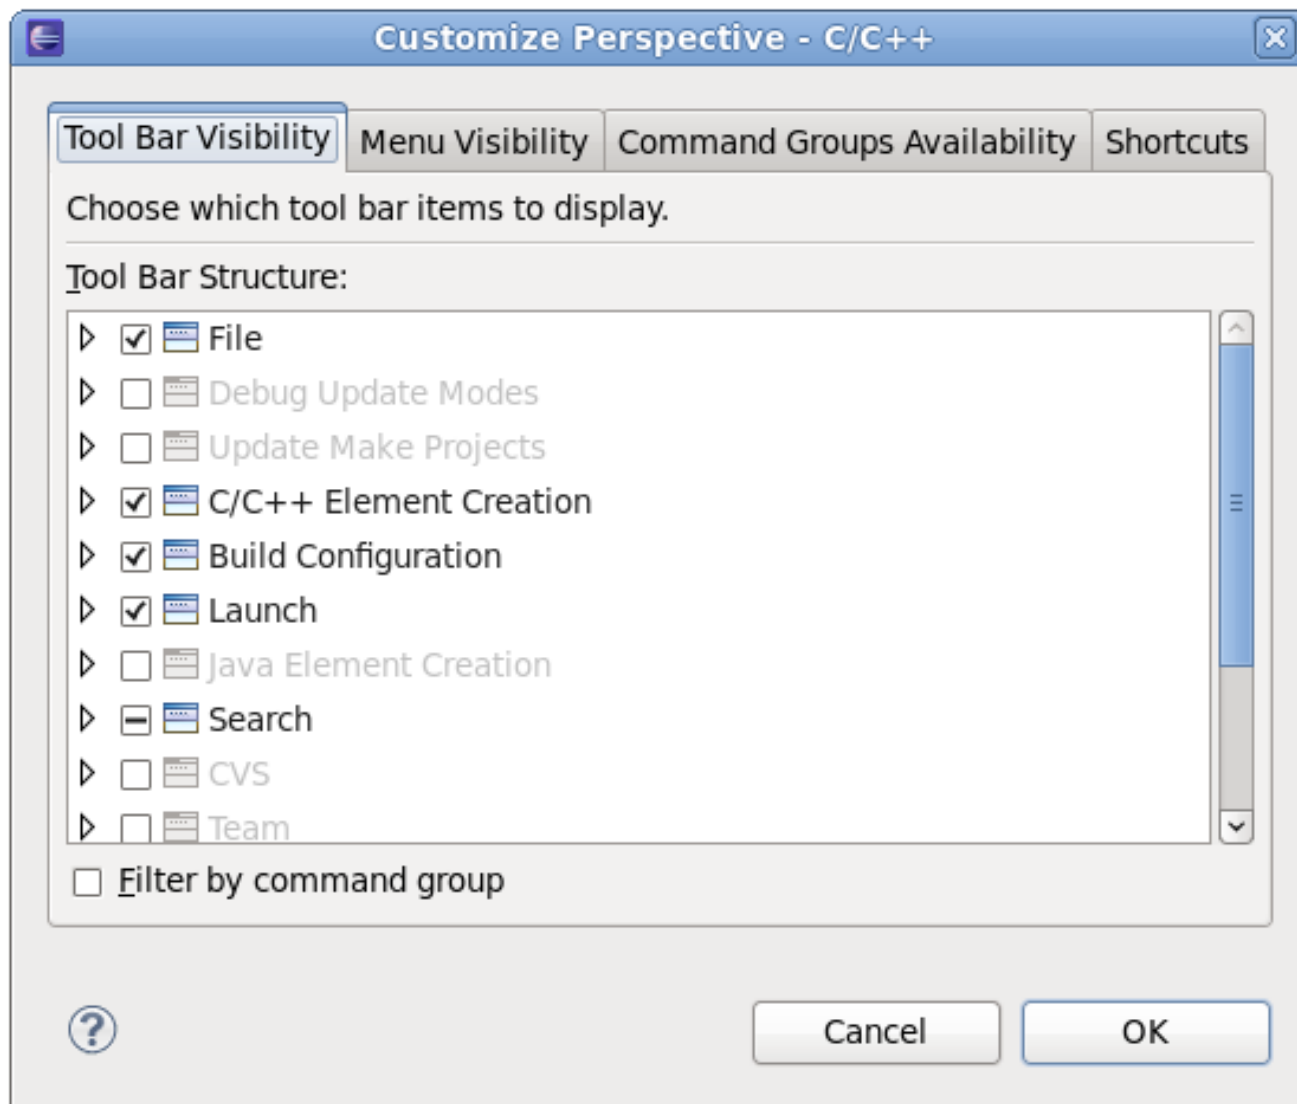 Customize Perspective - C/C++
Tool Bar Visibility Menu Visibility Command Groups Availability Shortcuts
Choose which tool bar items to display.
Tool Bar Structure:
File
Debug Update Modes
Update Make Projects
C/C++ Element Creation
Build Configuration
Launch
Java Element Creation
Search
CVS
Team
Filter by command group
? Cancel OK